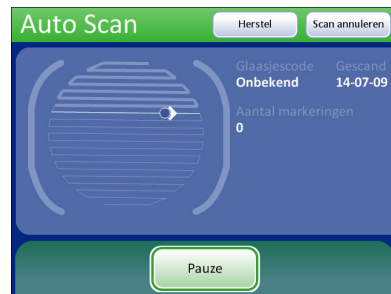 Auto Scan
Herstel
Scan annuleren
Glaasjescode Gescand
Onbekend 14-07-09
Aantal markeringen
0
Pauze